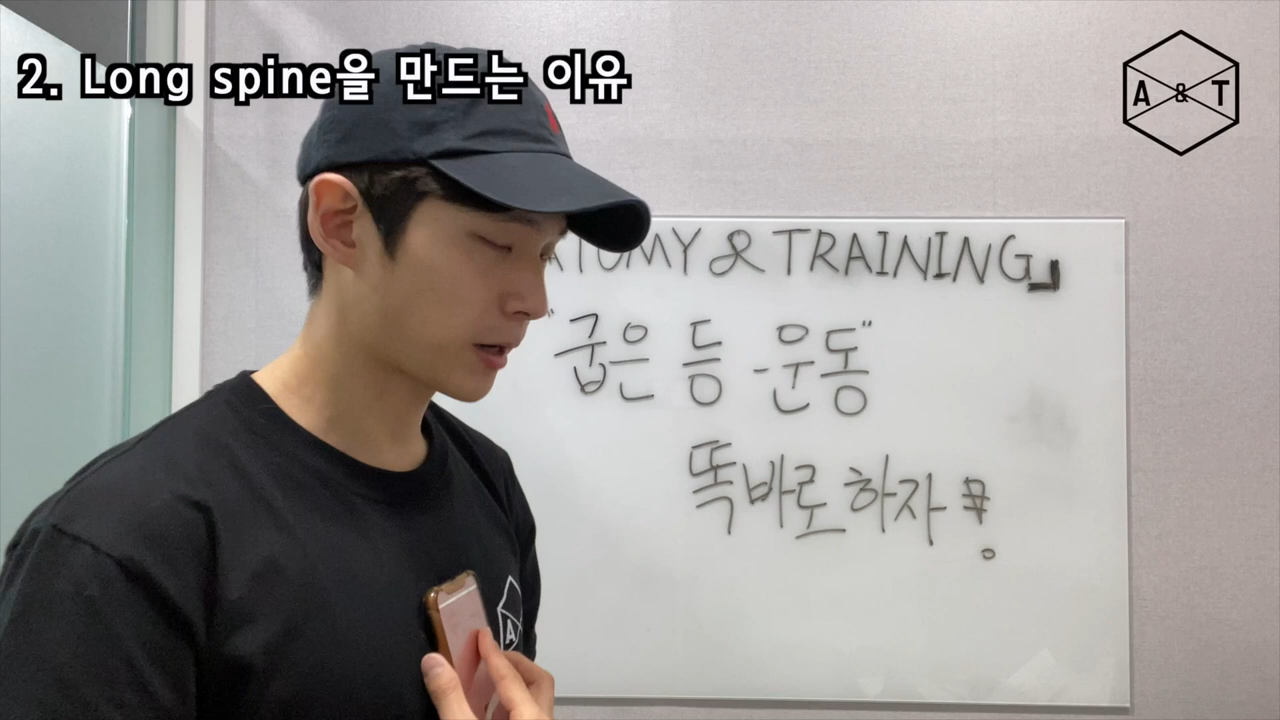 2. Long spine을 만드는 이유
A & T
ATOMY & TRAINING」
"굽은 등 운동"
똑바로하자!
A